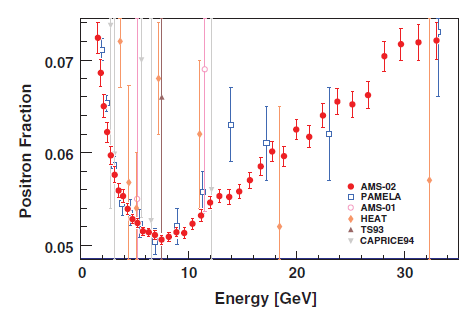 0.07
0.06
0.05
Positron Fraction
AMS-02
PAMELA
AMS-01
HEAT
TS93
CAPRICE94
0 10 20 30
Energy [GeV]